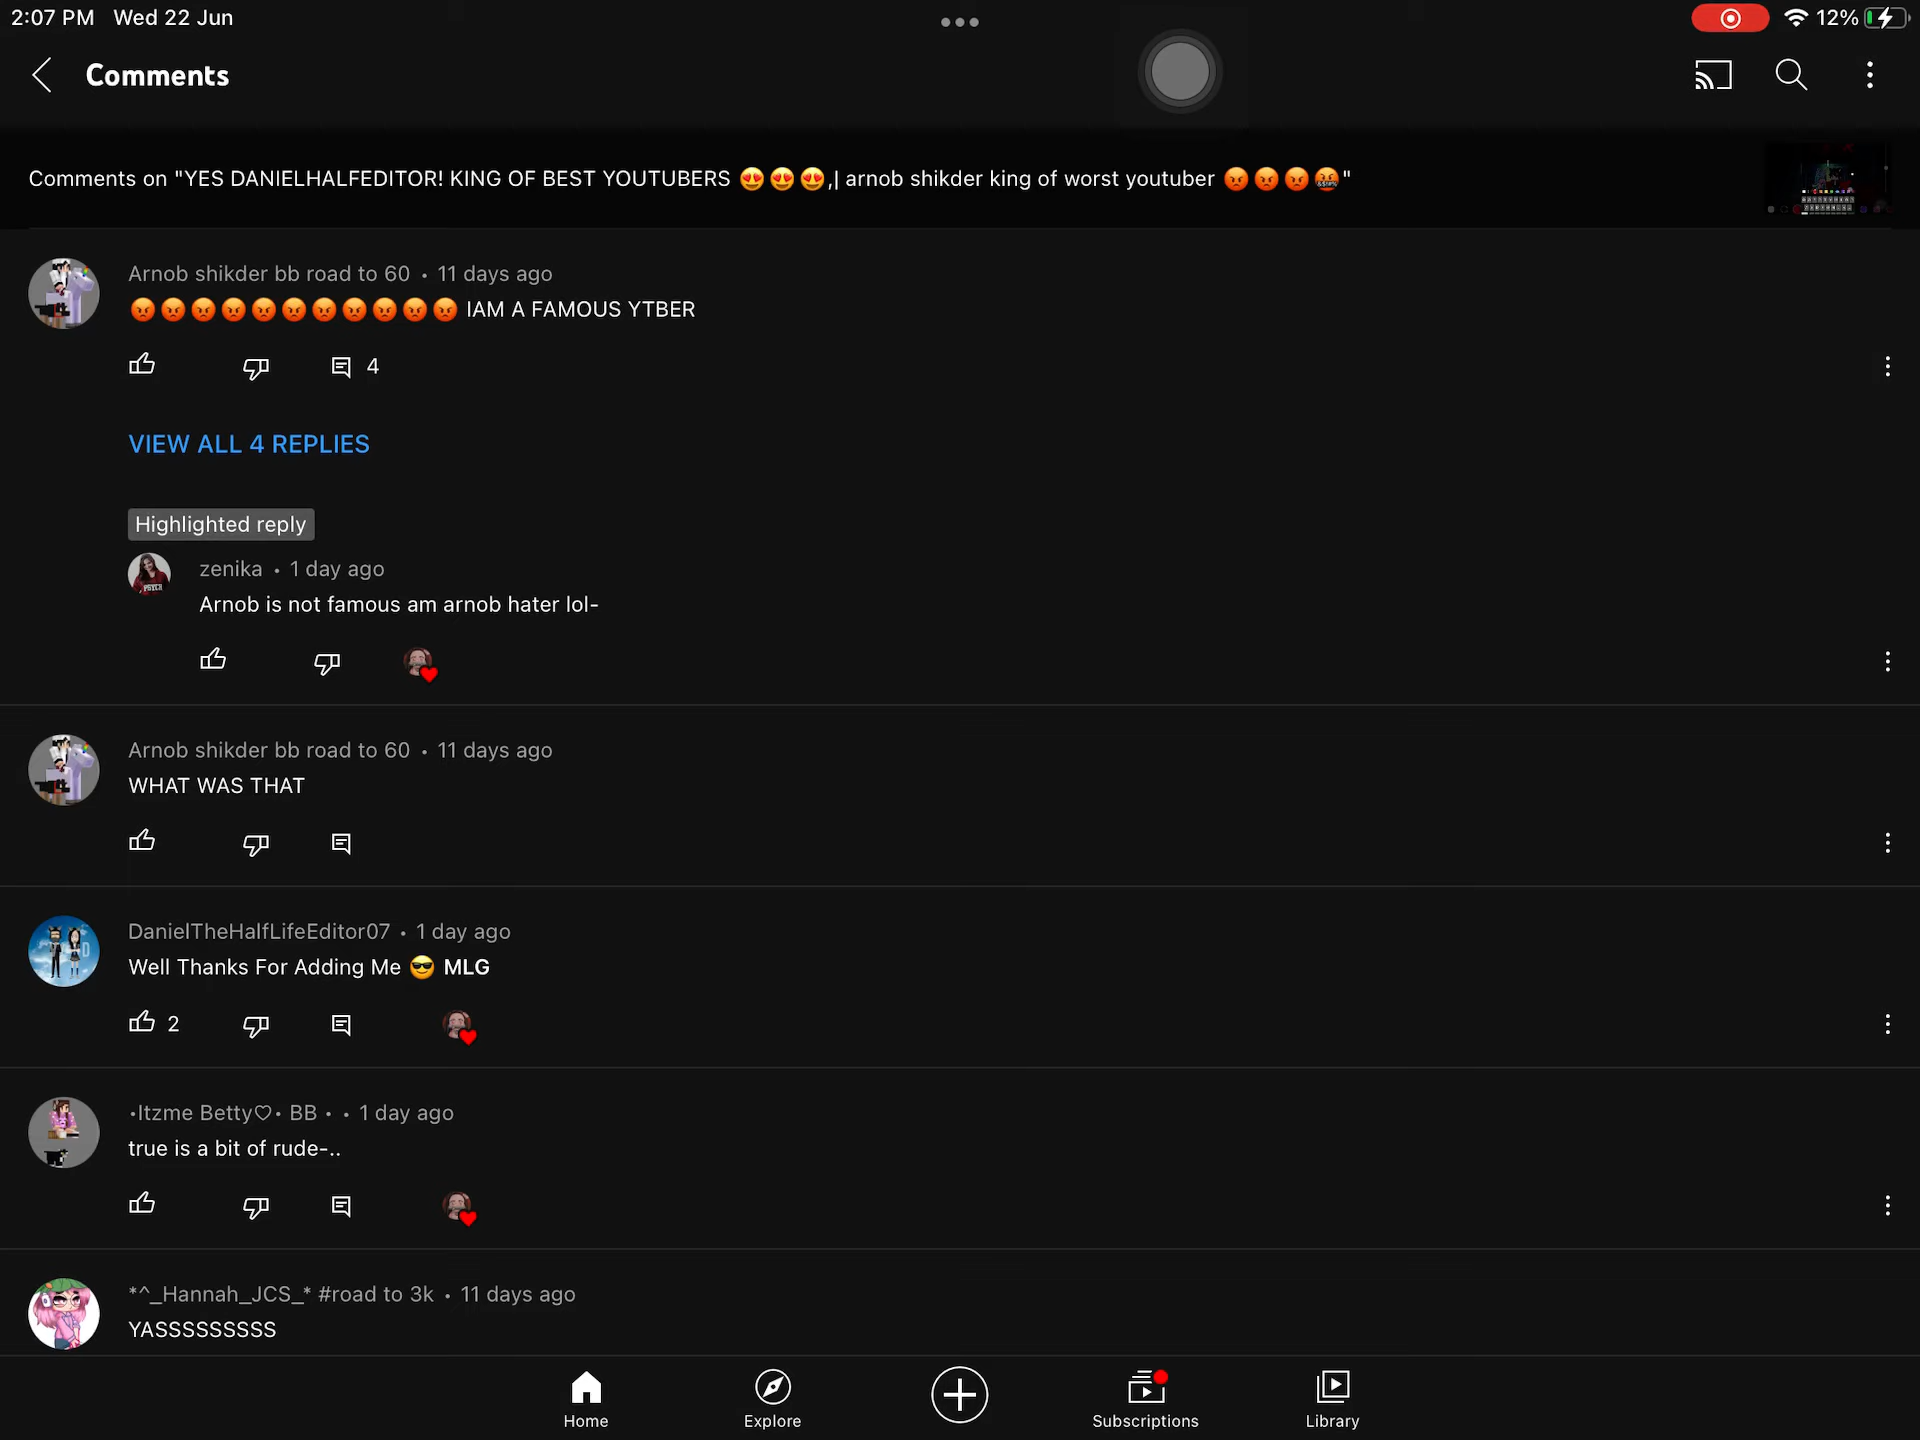 2:07 PM Wed 22 Jun
12%
Comments
Comments on "YES DANIELHALFEDITOR! KING OF BEST YOUTUBERS 😍😍😍,| arnob shikder king of worst youtuber 😡😡😡🤬"
Arnob shikder bb road to 60 • 11 days ago
😡😡😡😡😡😡😡😡😡😡😡 IAM A FAMOUS YTBER
4
VIEW ALL 4 REPLIES
Highlighted reply
zenika • 1 day ago
Arnob is not famous am arnob hater lol-
Arnob shikder bb road to 60 • 11 days ago
WHAT WAS THAT
DanielTheHalfLifeEditor07 • 1 day ago
Well Thanks For Adding Me 😎 MLG
2
•Itzme Betty♡• BB • • 1 day ago
true is a bit of rude-..
*^_Hannah_JCS_* #road to 3k • 11 days ago
YASSSSSSSSS
Home Explore Subscriptions Library